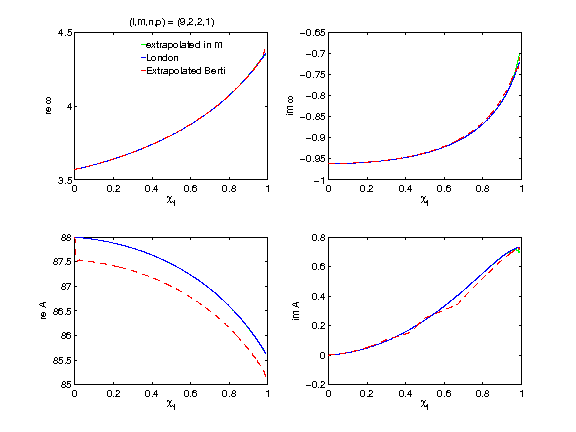 (l,m,n,p) = (9,2,2,1)
4.5
4
3.5
re ω
0 0.2 0.4 0.6 0.8 1
χf
extrapolated in m
London
Extrapolated Berti
−0.65
−0.7
−0.75
−0.8
−0.85
−0.9
−0.95
−1
im ω
0 0.2 0.4 0.6 0.8 1
χf
88
87.5
87
86.5
86
85.5
85
re A
0 0.2 0.4 0.6 0.8 1
χf
0.8
0.6
0.4
0.2
0
−0.2
im A
0 0.2 0.4 0.6 0.8 1
χf